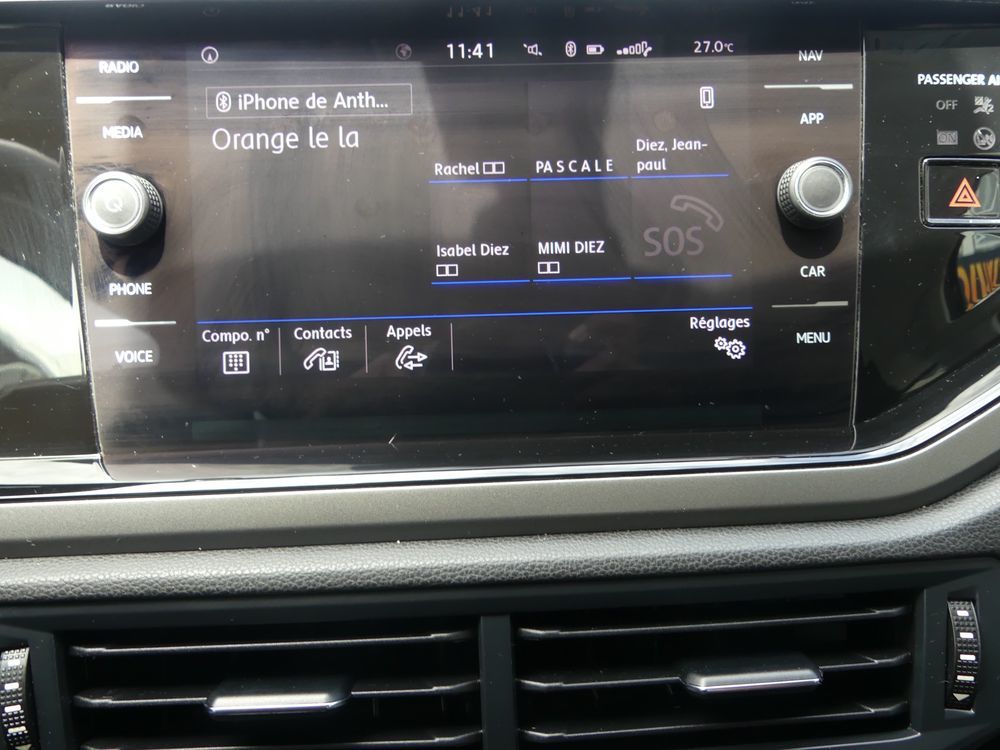 RADIO
MEDIA
PHONE
VOICE
11:41
27.0°C
iPhone de Anth...
Orange le la
Rachel
PASCALE
Diez, Jean-
paul
Isabel Diez
MIMI DIEZ
SOS
Compo. n°
Contacts
Appels
Réglages
NAV
APP
CAR
MENU
PASSENGER
OFF
ON